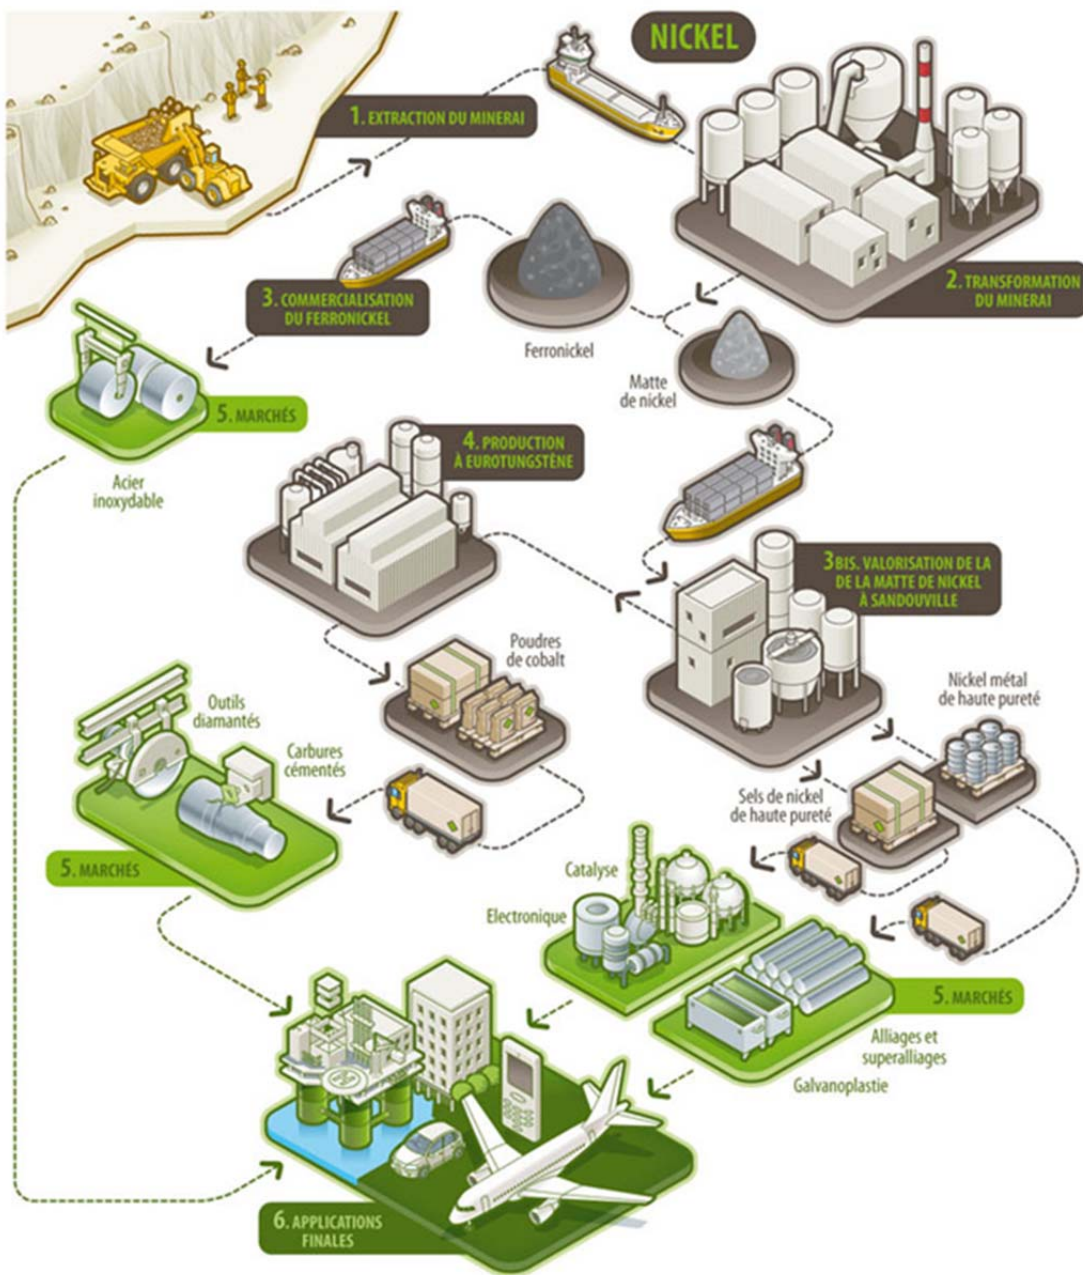 NICKEL
1. EXTRACTION DU MINERAI
2. TRANSFORMATION
DU MINERAI
3. COMMERCIALISATION
DU FERRONICKEL
Ferronickel
Matte
de nickel
5. MARCHÉS
Acier
inoxydable
4. PRODUCTION
À EUROTUNGSTÈNE
3BIS. VALORISATION DE LA
DE LA MATTE DE NICKEL
À SANDOUVILLE
Poudres
de cobalt
Nickel métal
de haute pureté
Outils
diamantés
Carbures
cémentés
Sels de nickel
de haute pureté
5. MARCHÉS
Catalyse
Electronique
5. MARCHÉS
Alliages et
superalliages
Galvanoplastie
6. APPLICATIONS
FINALES